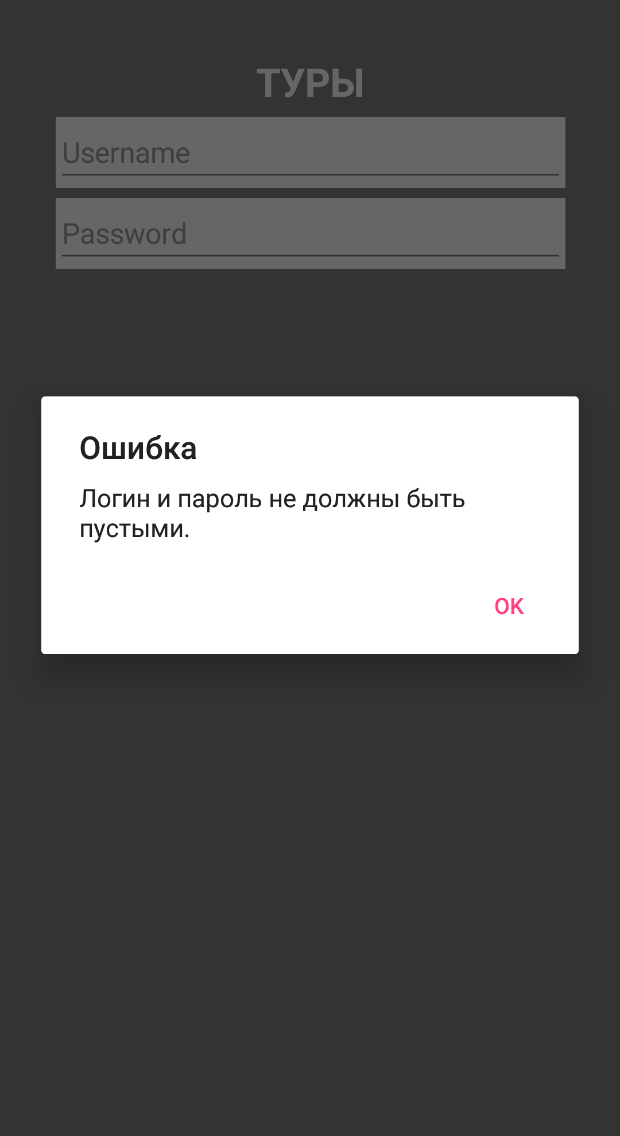 ТУРЫ
Username
Password
Ошибка
Логин и пароль не должны быть
пустыми.
OK